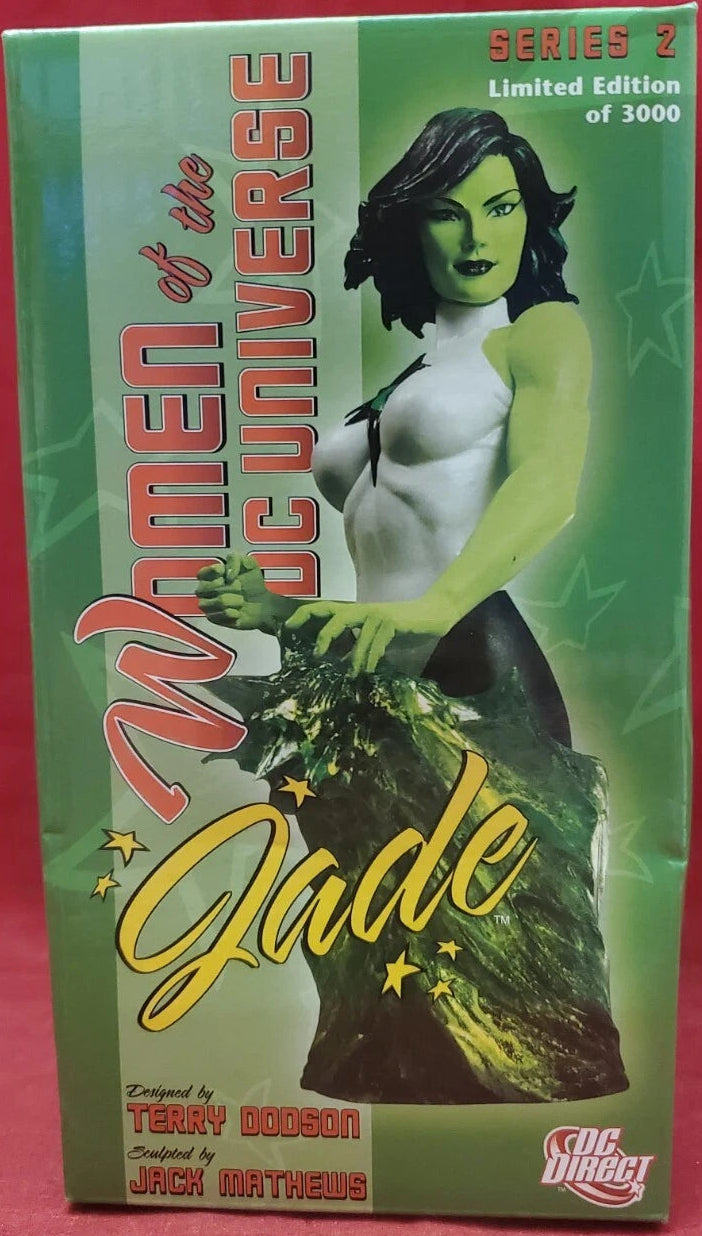 SERIES 2
Limited Edition
of 3000
WOMEN of the
DC UNIVERSE
Jade™
Designed by
TERRY DODSON
Sculpted by
JACK MATHEWS
DC
DIRECT™